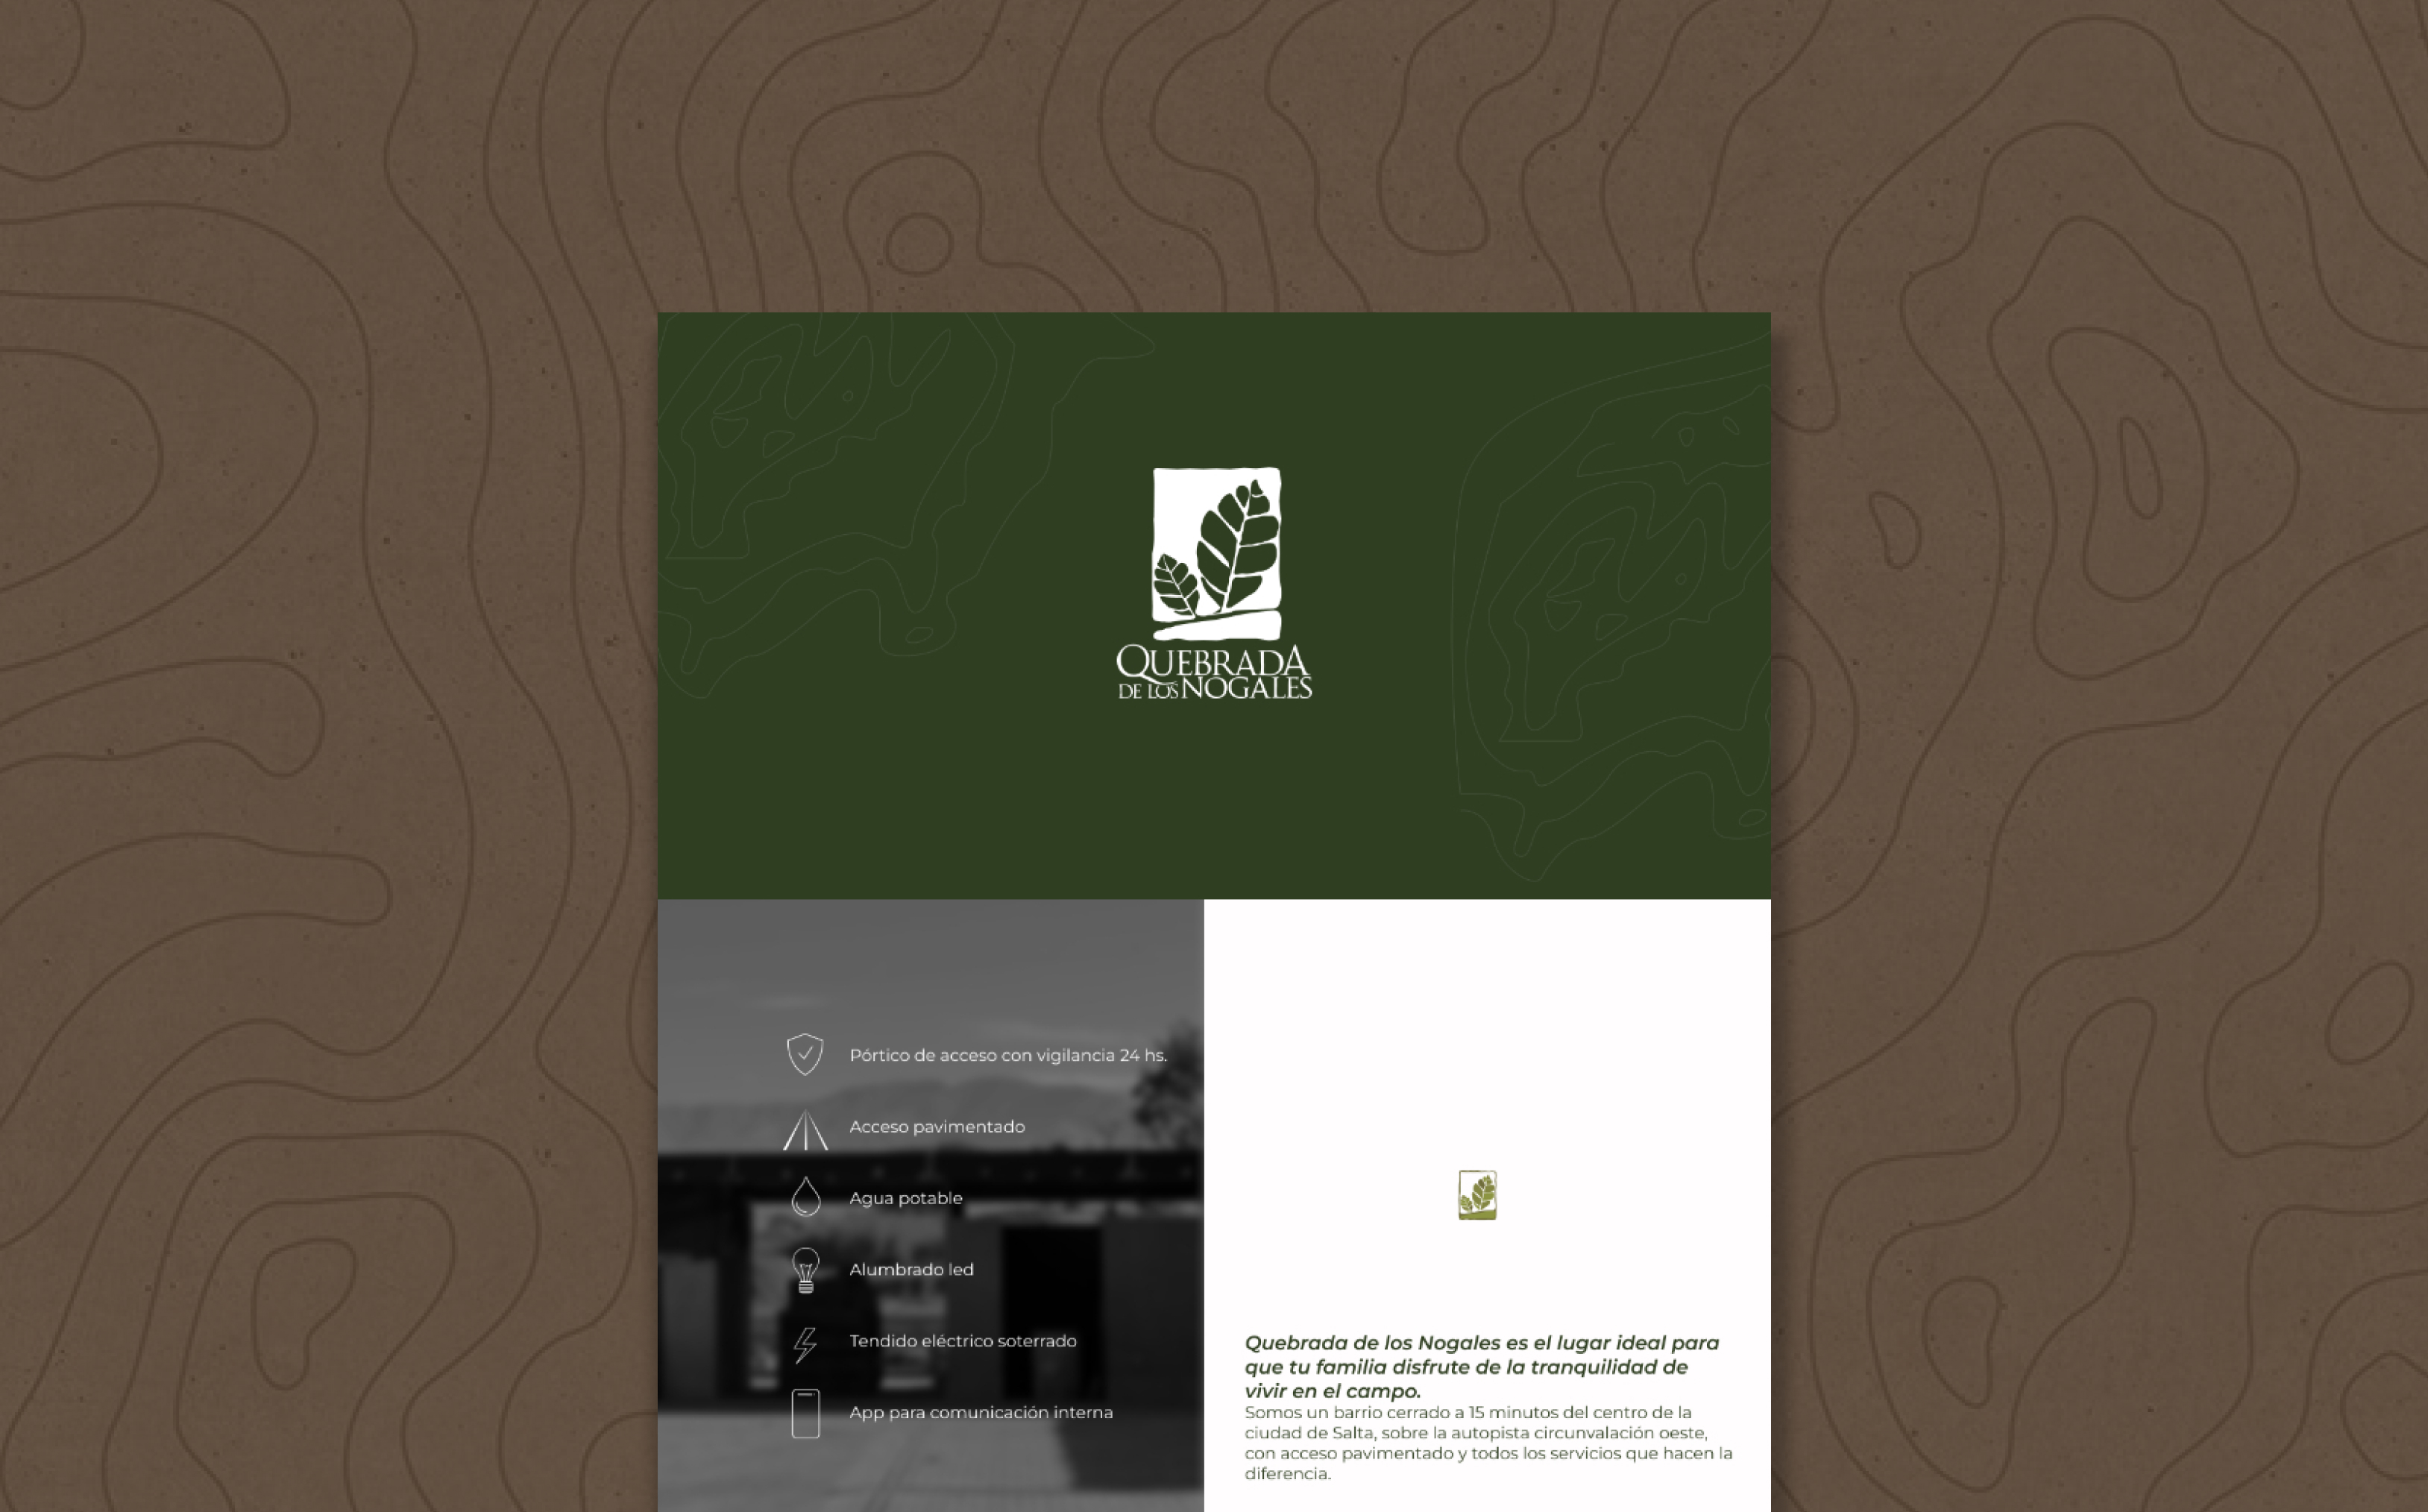 QUEBRADA
DE LOS NOGALES
Pórtico de acceso con vigilancia 24 hs.
Acceso pavimentado
Agua potable
Alumbrado led
Tendido eléctrico soterrado
App para comunicación interna
Quebrada de los Nogales es el lugar ideal para
que tu familia disfrute de la tranquilidad de
vivir en el campo.
Somos un barrio cerrado a 15 minutos del centro de la
ciudad de Salta, sobre la autopista circunvalación oeste,
con acceso pavimentado y todos los servicios que hacen la
diferencia.